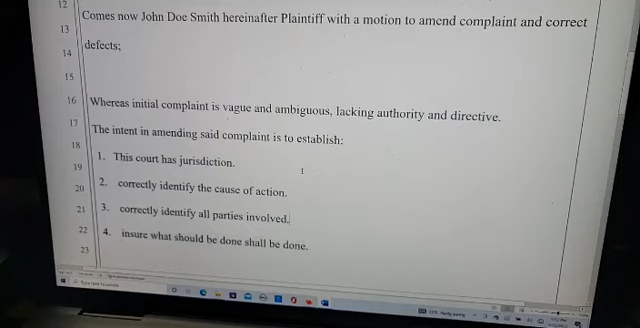 12
13 Comes now John Doe Smith hereinafter Plaintiff with a motion to amend complaint and correct
14 defects;
15
16 Whereas initial complaint is vague and ambiguous, lacking authority and directive.
17 The intent in amending said complaint is to establish:
18 1. This court has jurisdiction.
19 2. correctly identify the cause of action.
20
21 3. correctly identify all parties involved.
22 4. insure what should be done shall be done.
23